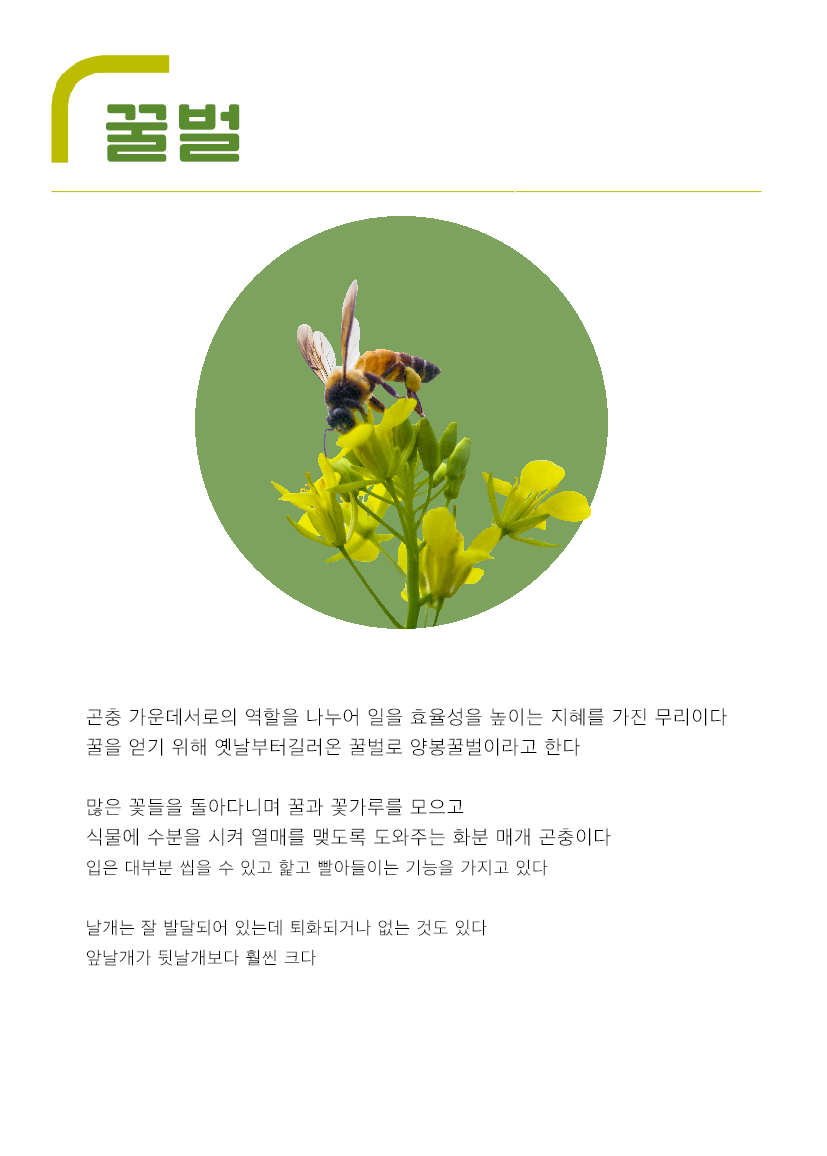 꿀벌
곤충 가운데서로의 역할을 나누어 일을 효율성을 높이는 지혜를 가진 무리이다
꿀을 얻기 위해 옛날부터길러온 꿀벌로 양봉꿀벌이라고 한다
많은 꽃들을 돌아다니며 꿀과 꽃가루를 모으고
식물에 수분을 시켜 열매를 맺도록 도와주는 화분 매개 곤충이다
입은 대부분 씹을 수 있고 핥고 빨아들이는 기능을 가지고 있다
날개는 잘 발달되어 있는데 퇴화되거나 없는 것도 있다
앞날개가 뒷날개보다 훨씬 크다